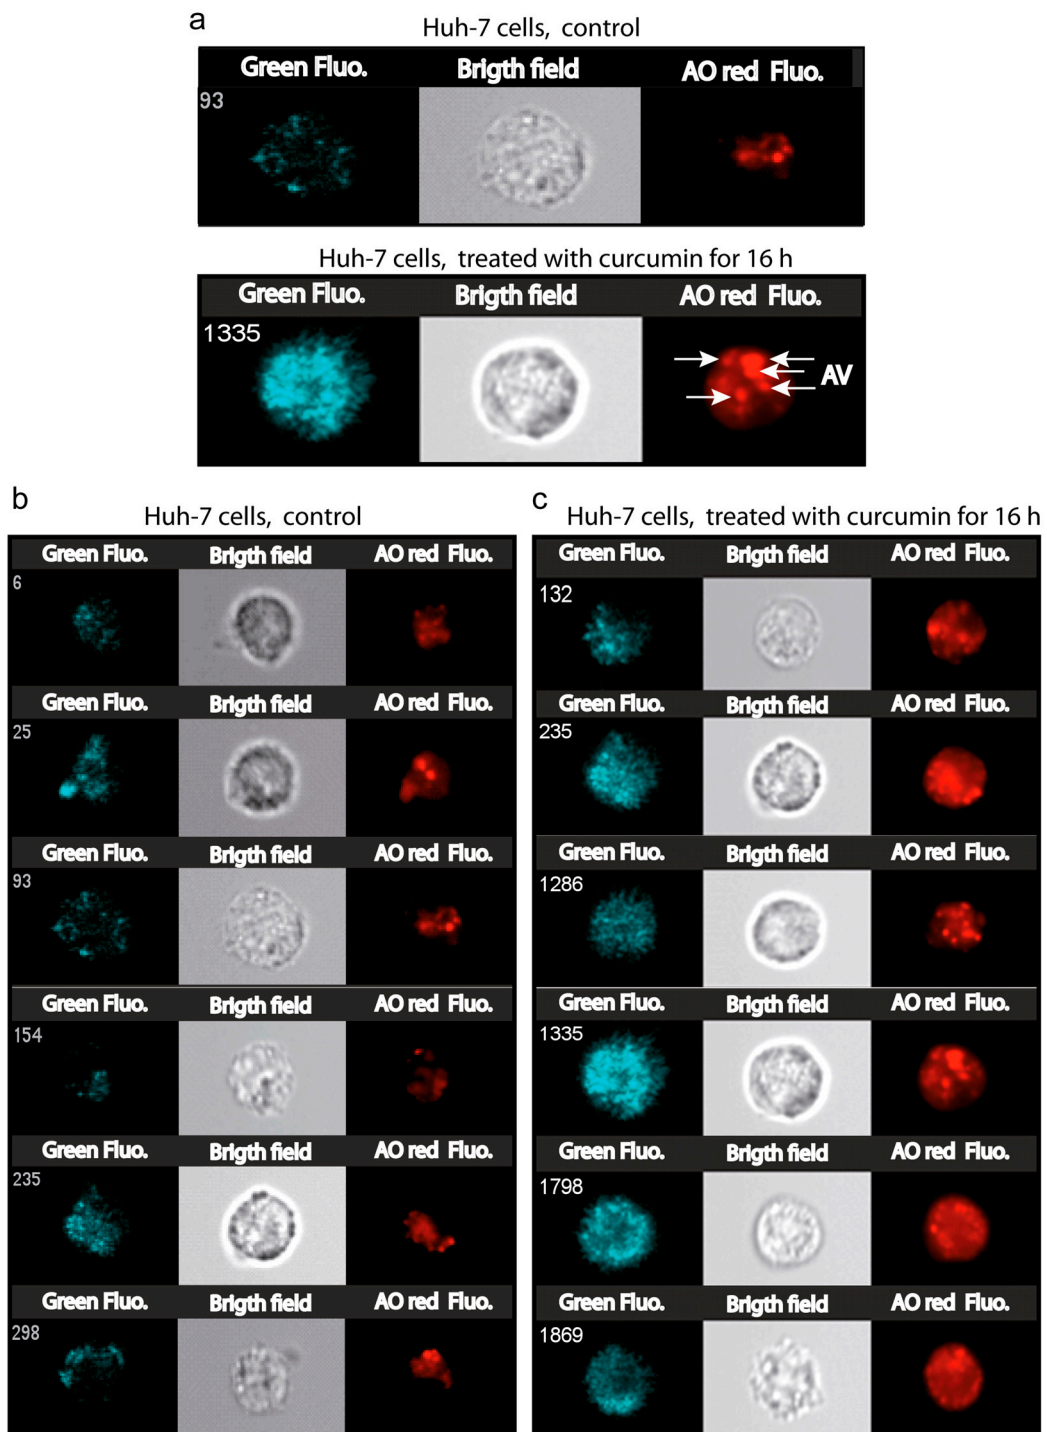 a
Huh-7 cells, control
Green Fluo. Brigth field AO red Fluo.
93
Huh-7 cells, treated with curcumin for 16 h
Green Fluo. Brigth field AO red Fluo.
1335
AV
b
Huh-7 cells, control
Green Fluo. Brigth field AO red Fluo.
6
Green Fluo. Brigth field AO red Fluo.
25
Green Fluo. Brigth field AO red Fluo.
93
Green Fluo. Brigth field AO red Fluo.
154
Green Fluo. Brigth field AO red Fluo.
235
Green Fluo. Brigth field AO red Fluo.
298
c
Huh-7 cells, treated with curcumin for 16 h
Green Fluo. Brigth field AO red Fluo.
132
Green Fluo. Brigth field AO red Fluo.
235
Green Fluo. Brigth field AO red Fluo.
1286
Green Fluo. Brigth field AO red Fluo.
1335
Green Fluo. Brigth field AO red Fluo.
1798
Green Fluo. Brigth field AO red Fluo.
1869